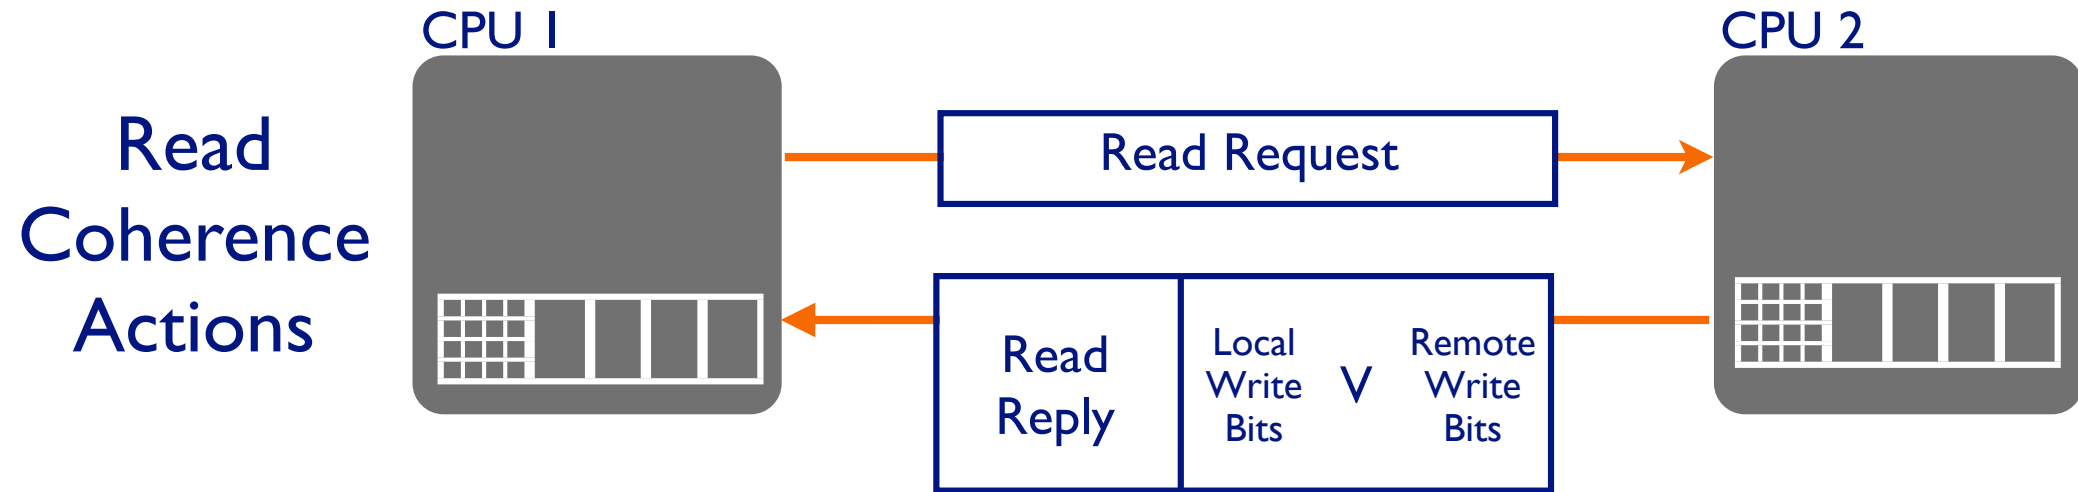 CPU 1
CPU 2
Read
Coherence
Actions
Read Request
Read
Reply
Local
Write
Bits
V
Remote
Write
Bits